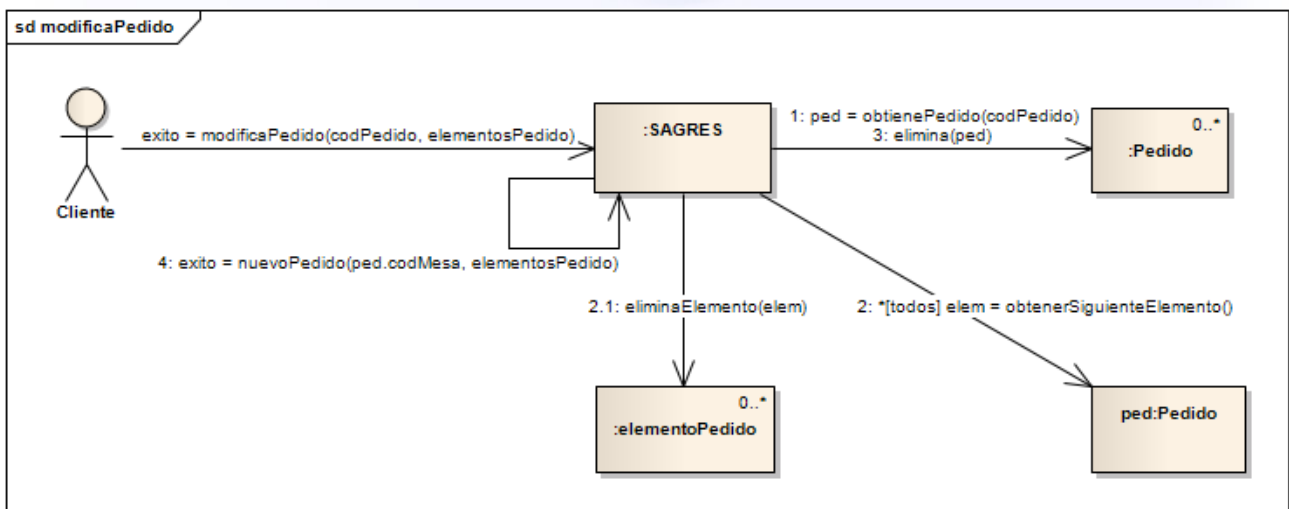 sd modificaPedido
Cliente
exito = modificaPedido(codPedido, elementosPedido)
:SAGRES
1: ped = obtienePedido(codPedido)
3: elimina(ped)
0..*
:Pedido
4: exito = nuevoPedido(ped.codMesa, elementosPedido)
2.1: eliminaElemento(elem)
2: *[todos] elem = obtenerSiguienteElemento()
0..*
:elementoPedido
ped:Pedido